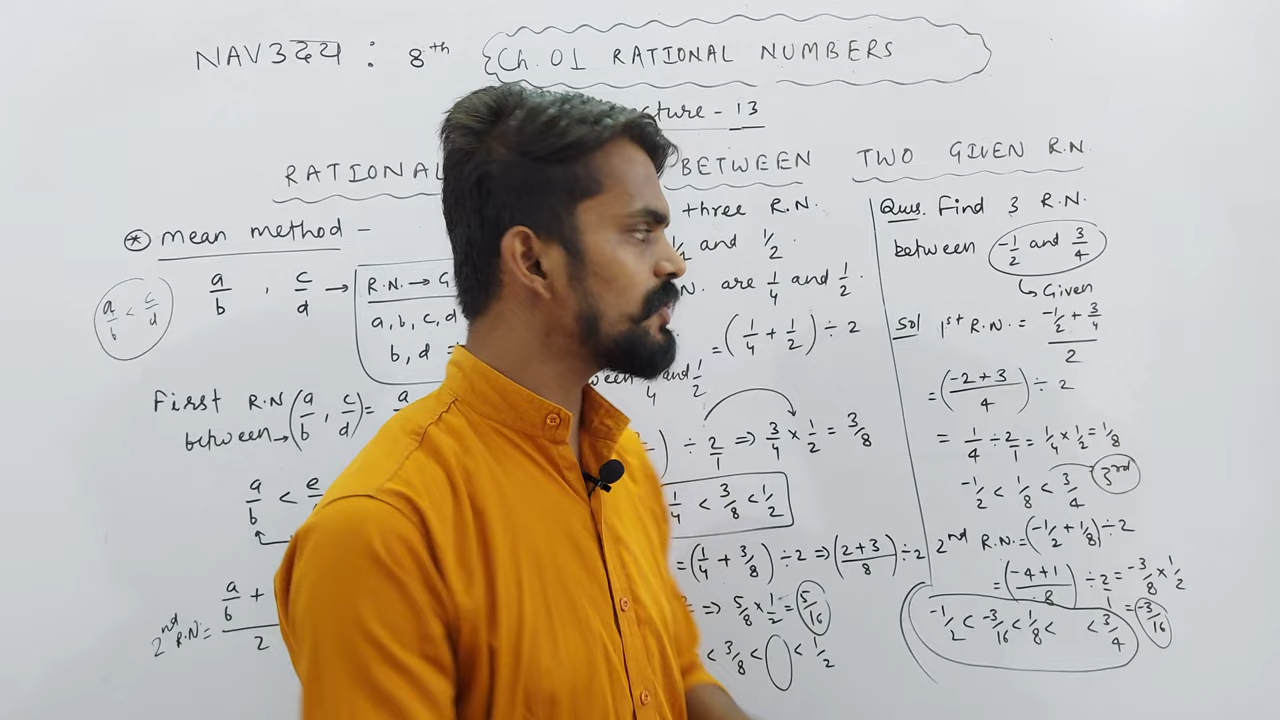 NAVउदय : 8th Ch. 01 RATIONAL NUMBERS
cture - 13
RATIONAL BETWEEN TWO GIVEN R.N.
* mean method -
a/b < c/d
a/b , c/d →
R.N. →
a, b, c, d
b, d
First R.N between → (a/b, c/d) =
a/b <
2nd R.N. = a/b + / 2
three R.N.
and 1/2.
N. are 1/4 and 1/2.
= (1/4 + 1/2) ÷ 2
1/4 and 1/2
) ÷ 2/1 ⇒ 3/4 × 1/2 = 3/8
1/4 < 3/8 < 1/2
= (1/4 + 3/8) ÷ 2 ⇒ (2+3/8) ÷ 2
⇒ 5/8 × 1/2 = 5/16
< 3/8 < < 1/2
Ques. Find 3 R.N.
between -1/2 and 3/4
↳ Given
Sol 1st R.N. = -1/2 + 3/4 / 2
= (-2+3/4) ÷ 2
= 1/4 ÷ 2/1 = 1/4 × 1/2 = 1/8
-1/2 < 1/8 < 3/4 3rd
2nd R.N. = (-1/2 + 1/8) ÷ 2
= (-4+1/8) ÷ 2/1 = -3/8 × 1/2
= -3/16
-1/2 < -3/16 < 1/8 < < 3/4